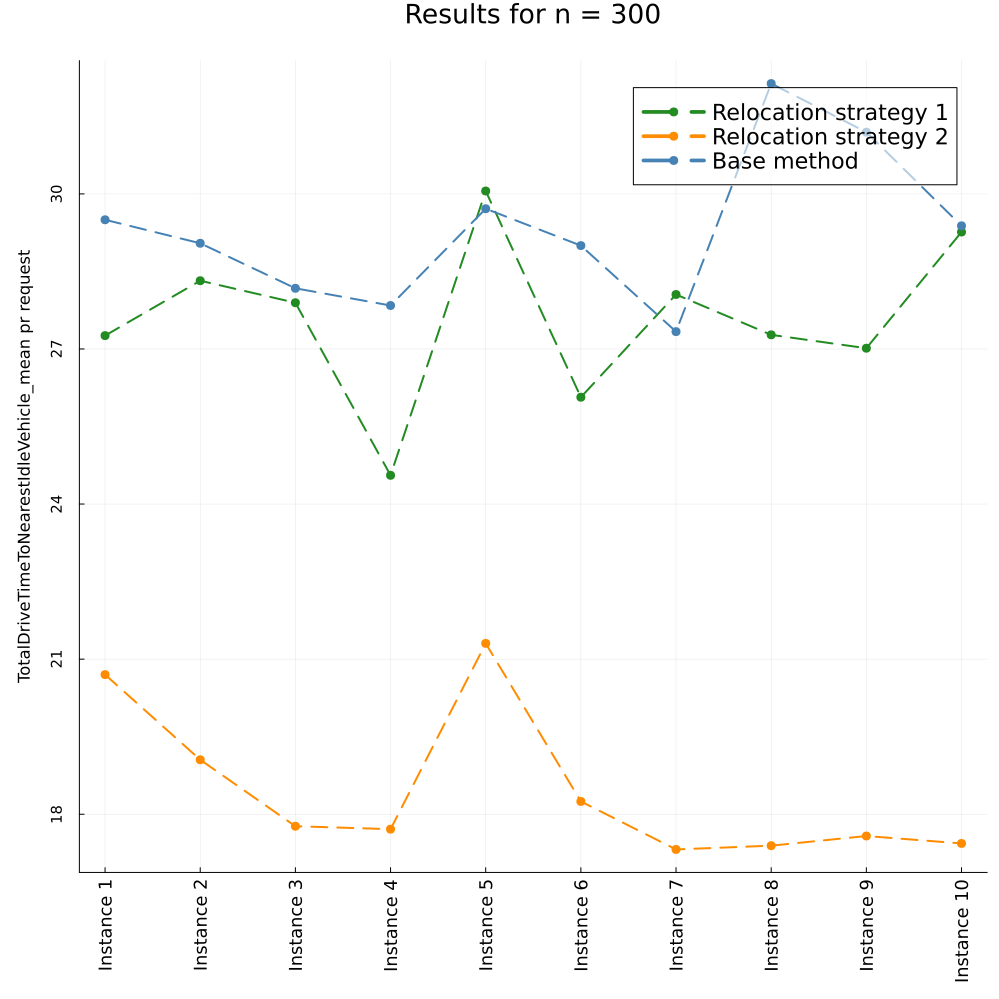 Results for n = 300
Relocation strategy 1
Relocation strategy 2
Base method
TotalDriveTimeToNearestIdleVehicle_mean pr request
30
27
24
21
18
Instance 1
Instance 2
Instance 3
Instance 4
Instance 5
Instance 6
Instance 7
Instance 8
Instance 9
Instance 10